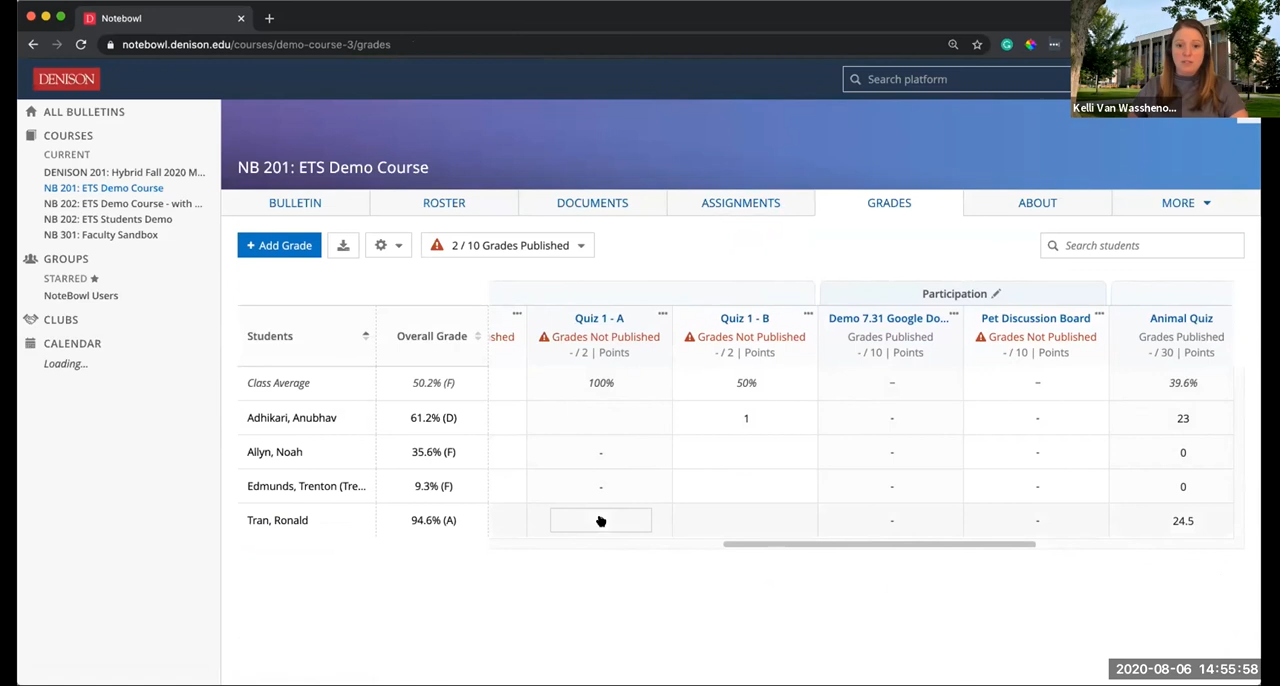 Notebowl
notebowl.denison.edu/courses/demo-course-3/grades
DENISON
Search platform
Kelli Van Wassheno...
ALL BULLETINS
COURSES
CURRENT
DENISON 201: Hybrid Fall 2020 M...
NB 201: ETS Demo Course
NB 202: ETS Demo Course - with ...
NB 202: ETS Students Demo
NB 301: Faculty Sandbox
GROUPS
STARRED
NoteBowl Users
CLUBS
CALENDAR
Loading...
NB 201: ETS Demo Course
BULLETIN ROSTER DOCUMENTS ASSIGNMENTS GRADES ABOUT MORE
+ Add Grade 2 / 10 Grades Published Search students
Participation
Students Overall Grade shed Quiz 1 - A Quiz 1 - B Demo 7.31 Google Do... Pet Discussion Board Animal Quiz
Grades Not Published Grades Not Published Grades Published Grades Not Published Grades Published
- / 2 | Points - / 2 | Points - / 10 | Points - / 10 | Points - / 30 | Points
Class Average 50.2% (F) 100% 50% – – 39.6%
Adhikari, Anubhav 61.2% (D) 1 - - 23
Allyn, Noah 35.6% (F) - - - 0
Edmunds, Trenton (Tre... 9.3% (F) - - - 0
Tran, Ronald 94.6% (A) - - 24.5
2020-08-06 14:55:58